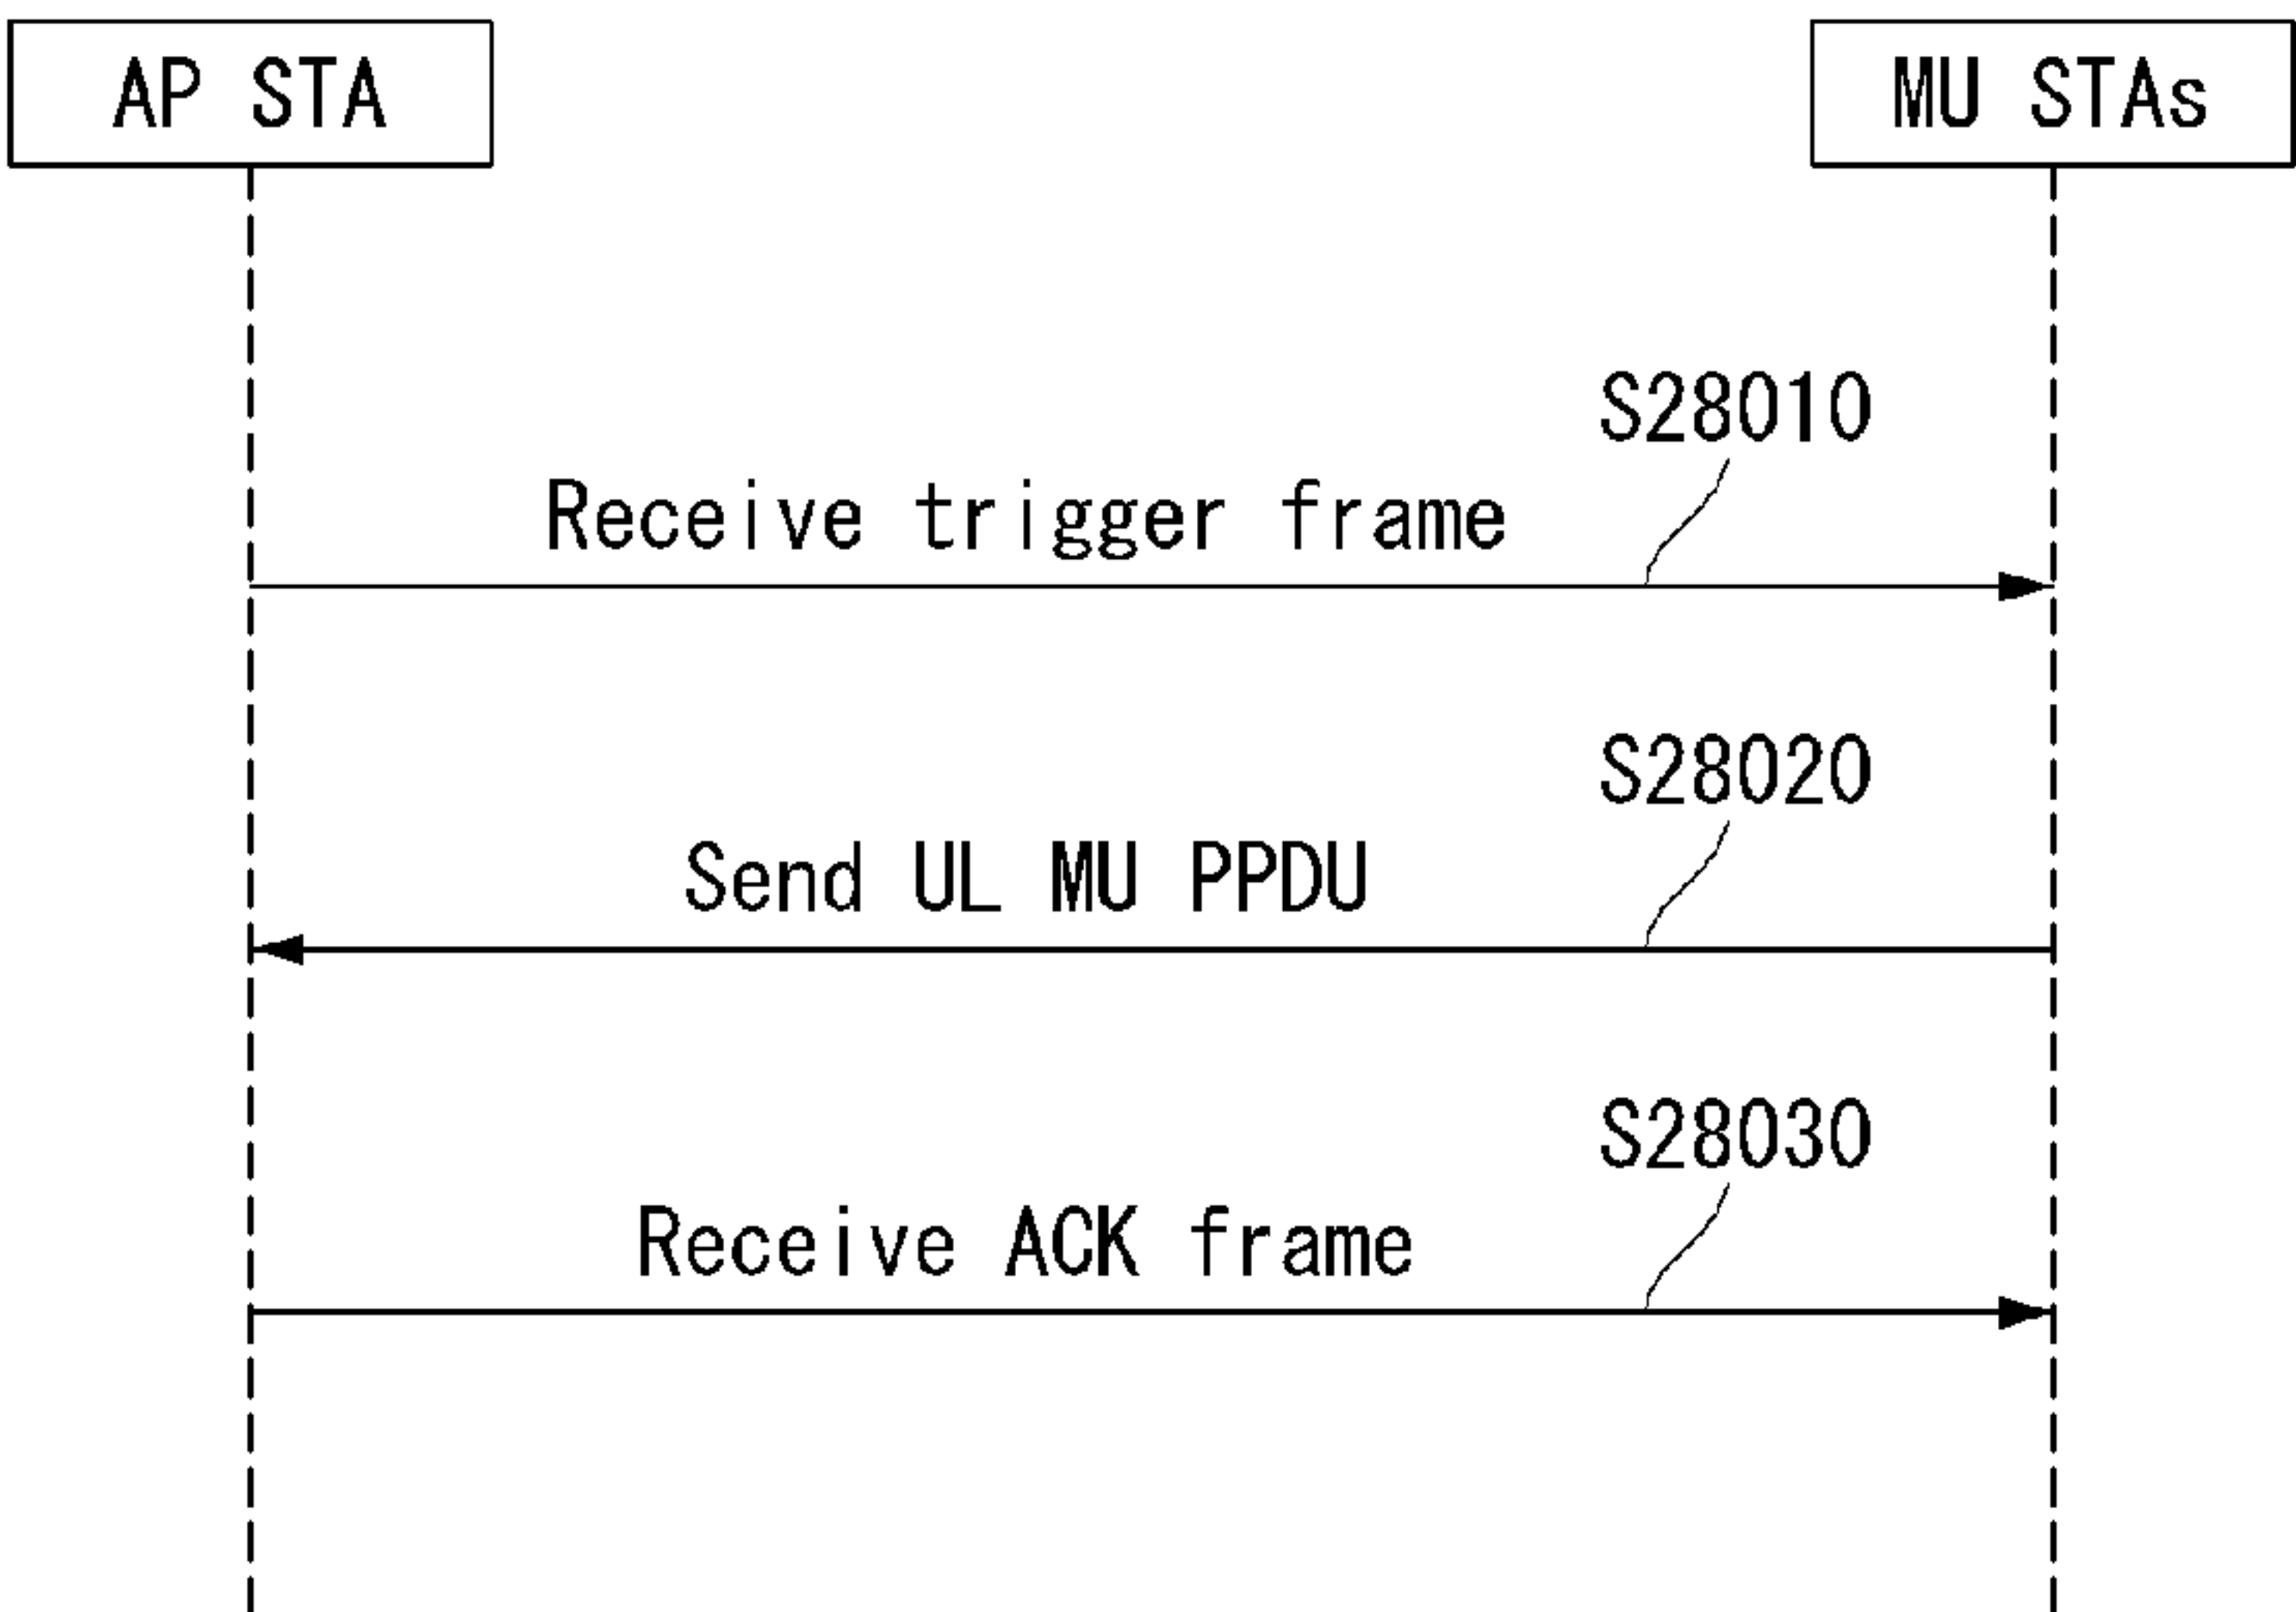 AP STA
MU STAs
S28010
Receive trigger frame
S28020
Send UL MU PPDU
S28030
Receive ACK frame